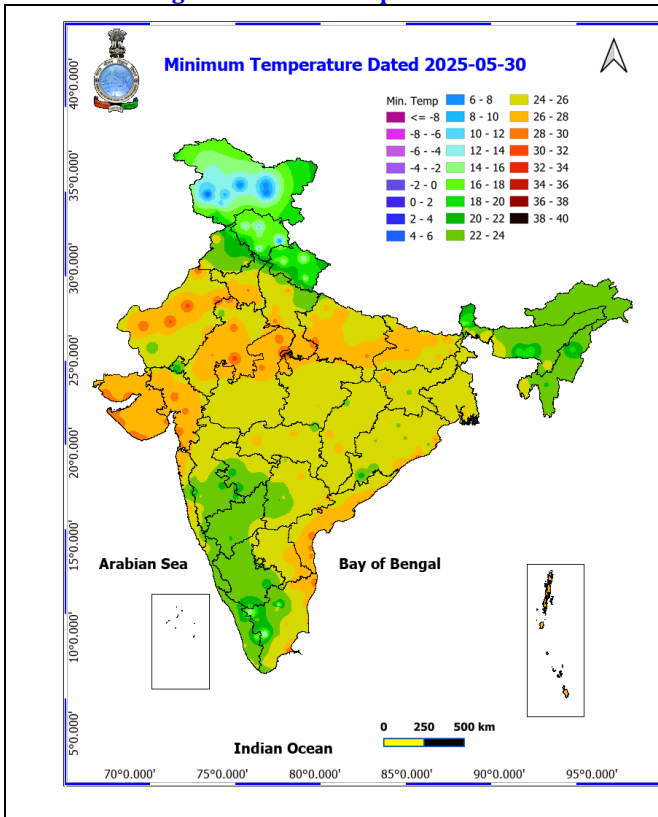 Minimum Temperature Dated 2025-05-30
Min. Temp
<= -8
-8 - -6
-6 - -4
-4 - -2
-2 - 0
0 - 2
2 - 4
4 - 6
6 - 8
8 - 10
10 - 12
12 - 14
14 - 16
16 - 18
18 - 20
20 - 22
22 - 24
24 - 26
26 - 28
28 - 30
30 - 32
32 - 34
34 - 36
36 - 38
38 - 40
40°0.000'
35°0.000'
30°0.000'
25°0.000'
20°0.000'
15°0.000'
10°0.000'
5°0.000'
Arabian Sea
Bay of Bengal
Indian Ocean
0 250 500 km
70°0.000' 75°0.000' 80°0.000' 85°0.000' 90°0.000' 95°0.000'